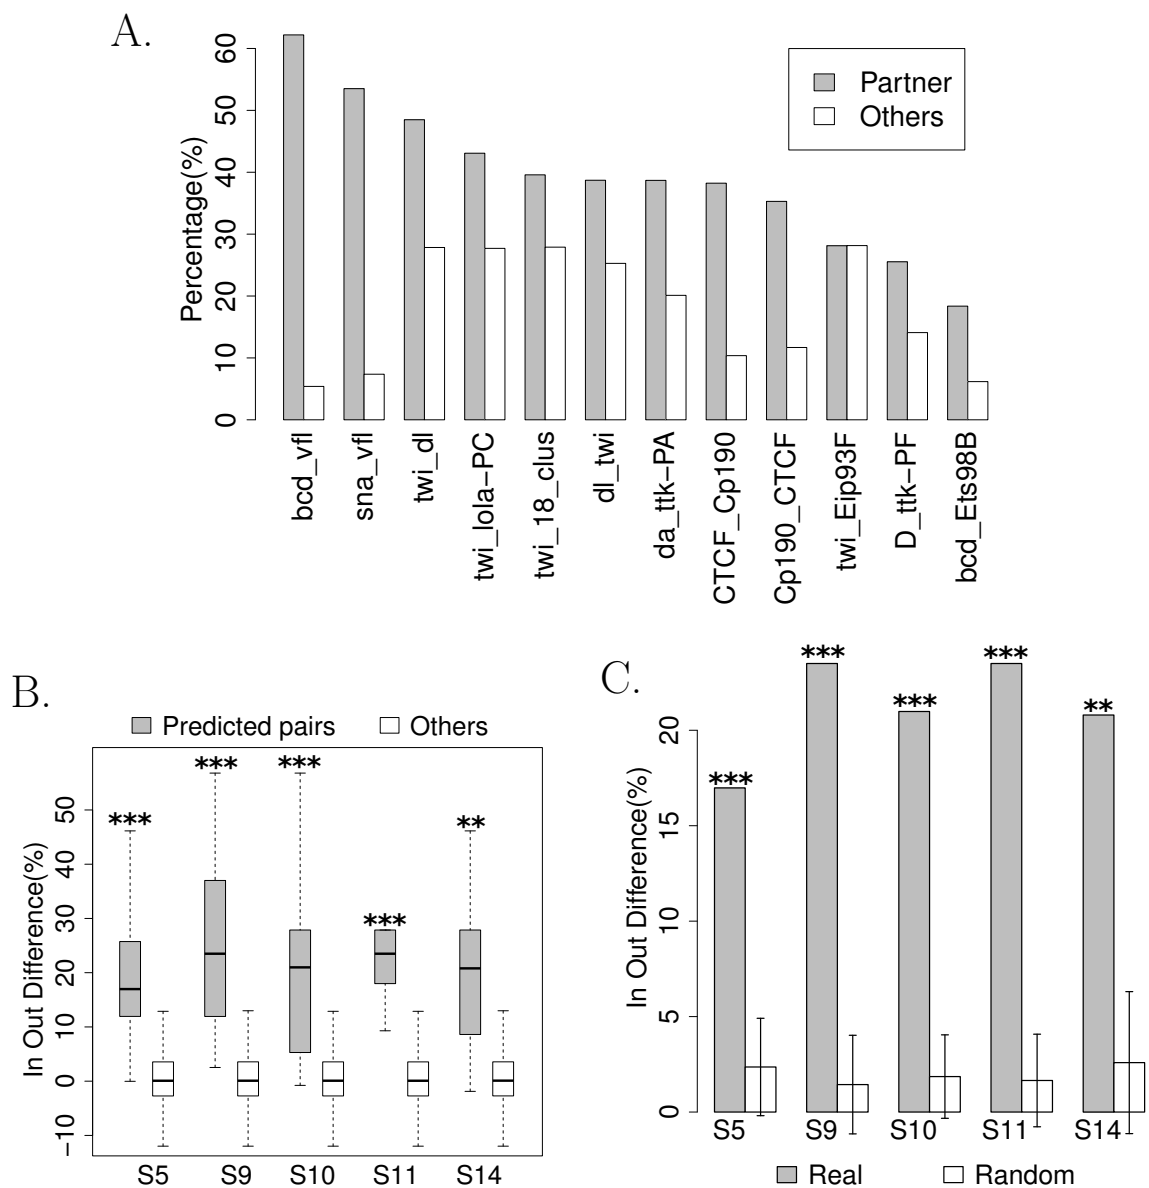 A.
Percentage(%)
0 10 20 30 40 50 60
Partner
Others
bcd_vfl
sna_vfl
twi_dl
twi_lola−PC
twi_18_clus
dl_twi
da_ttk−PA
CTCF_Cp190
Cp190_CTCF
twi_Eip93F
D_ttk−PF
bcd_Ets98B
B.
Predicted pairs Others
In Out Difference(%)
−10 0 10 20 30 40 50
*** *** *** *** **
S5 S9 S10 S11 S14
C.
In Out Difference(%)
0 5 10 15 20
*** *** *** *** **
S5 S9 S10 S11 S14
Real Random